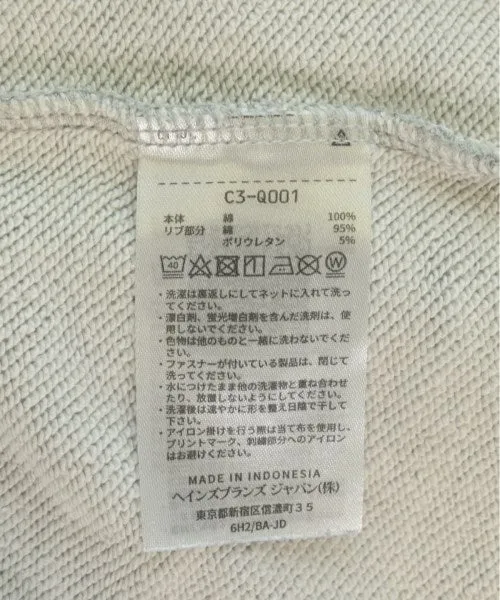 C3-Q001
本体 綿 100%
リブ部分 綿 95%
ポリウレタン 5%
40 W
・洗濯は裏返しにしてネットに入れて洗っ
てください。
・漂白剤、蛍光増白剤を含んだ洗剤は、使
用しないでください。
・色物は他のものと一緒に洗わないでくだ
さい。
・ファスナーが付いている製品は、閉じて
洗ってください。
・水につけたまま他の洗濯物と重ね合わせ
たり、放置しないようにしてください。
・洗濯後は速やかに形を整え日陰で干して
下さい。
・アイロン掛けを行う際は当て布を使用し、
プリントマーク、刺繍部分へのアイロン
はお避けください。
MADE IN INDONESIA
ヘインズブランズ ジャパン(株)
東京都新宿区信濃町35
6H2/BA-JD